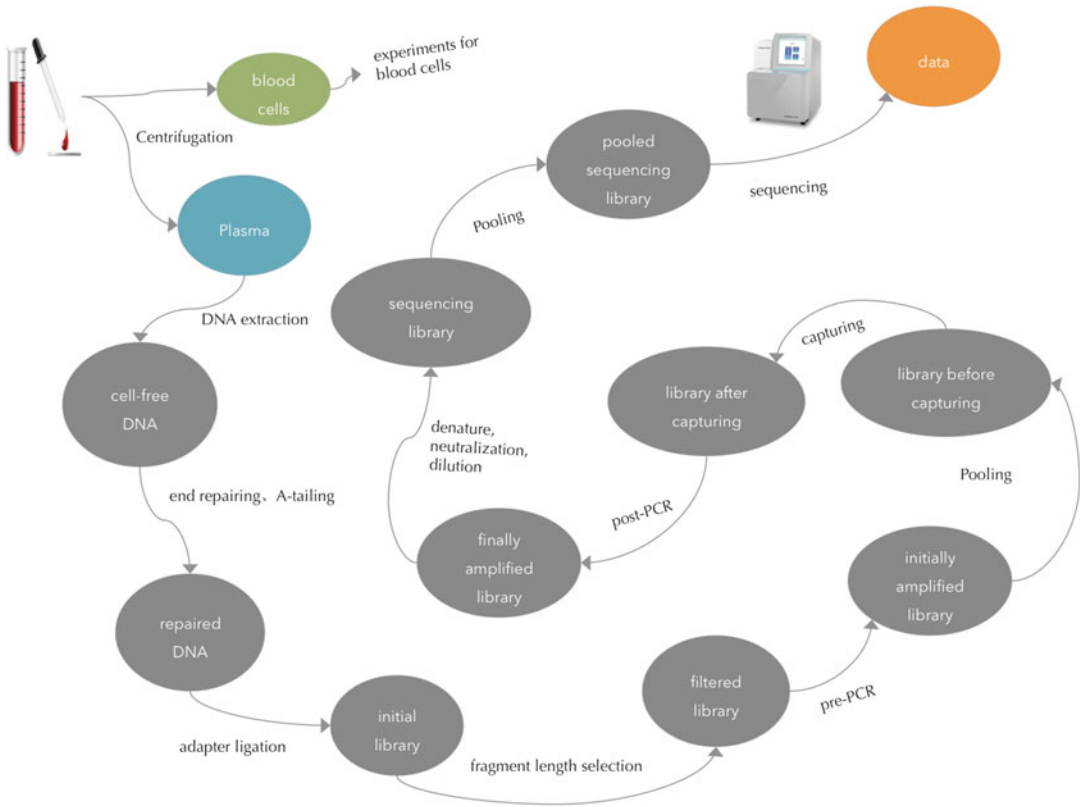 experiments for
blood cells
blood
cells
Centrifugation
Plasma
DNA extraction
cell-free
DNA
end repairing、A-tailing
repaired
DNA
adapter ligation
initial
library
fragment length selection
filtered
library
pre-PCR
initially
amplified
library
Pooling
library before
capturing
capturing
library after
capturing
post-PCR
finally
amplified
library
denature,
neutralization,
dilution
sequencing
library
Pooling
pooled
sequencing
library
sequencing
data